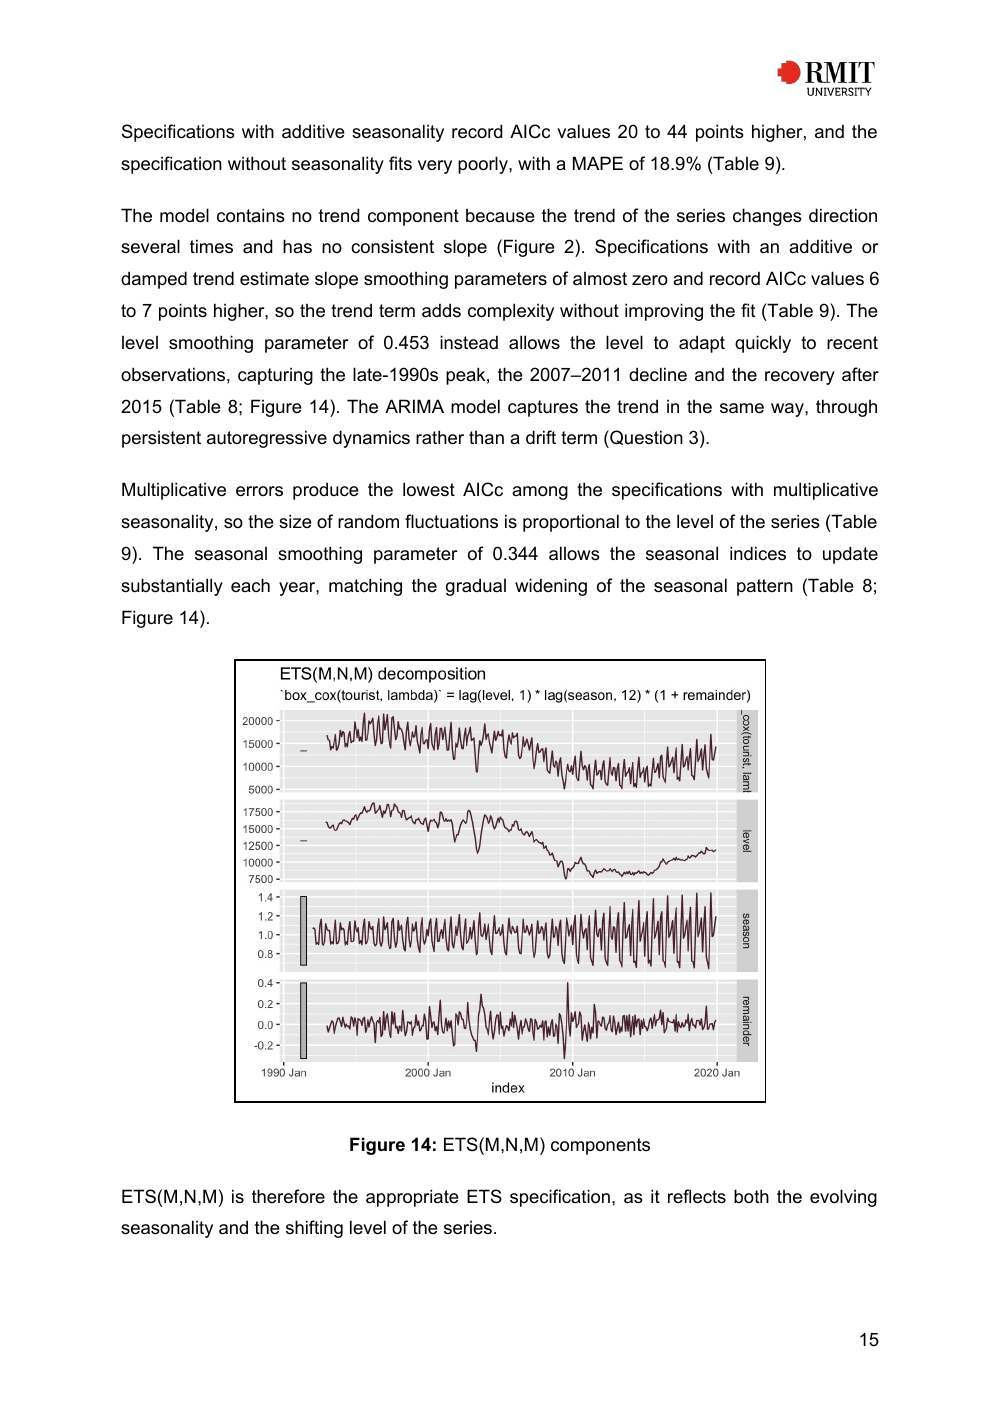 RMIT
UNIVERSITY
Specifications with additive seasonality record AICc values 20 to 44 points higher, and the
specification without seasonality fits very poorly, with a MAPE of 18.9% (Table 9).
The model contains no trend component because the trend of the series changes direction
several times and has no consistent slope (Figure 2). Specifications with an additive or
damped trend estimate slope smoothing parameters of almost zero and record AICc values 6
to 7 points higher, so the trend term adds complexity without improving the fit (Table 9). The
level smoothing parameter of 0.453 instead allows the level to adapt quickly to recent
observations, capturing the late-1990s peak, the 2007–2011 decline and the recovery after
2015 (Table 8; Figure 14). The ARIMA model captures the trend in the same way, through
persistent autoregressive dynamics rather than a drift term (Question 3).
Multiplicative errors produce the lowest AICc among the specifications with multiplicative
seasonality, so the size of random fluctuations is proportional to the level of the series (Table
9). The seasonal smoothing parameter of 0.344 allows the seasonal indices to update
substantially each year, matching the gradual widening of the seasonal pattern (Table 8;
Figure 14).
ETS(M,N,M) decomposition
`box_cox(tourist, lambda)` = lag(level, 1) * lag(season, 12) * (1 + remainder)
20000
15000
10000
5000
_cox(tourist, lam
17500
15000
12500
10000
7500
level
1.4
1.2
1.0
0.8
season
0.4
0.2
0.0
-0.2
remainder
1990 Jan
2000 Jan
2010 Jan
2020 Jan
index
Figure 14: ETS(M,N,M) components
ETS(M,N,M) is therefore the appropriate ETS specification, as it reflects both the evolving
seasonality and the shifting level of the series.
15